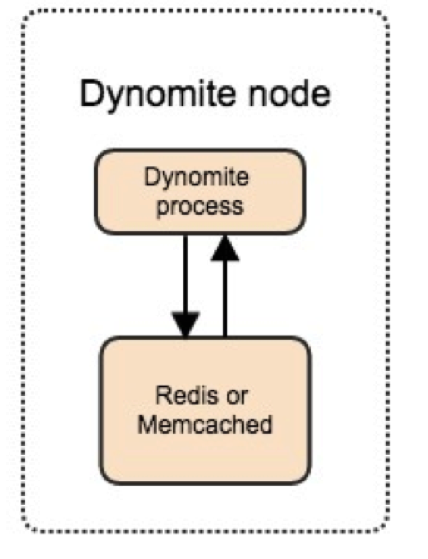 Dynomite node
Dynomite
process
Redis or
Memcached